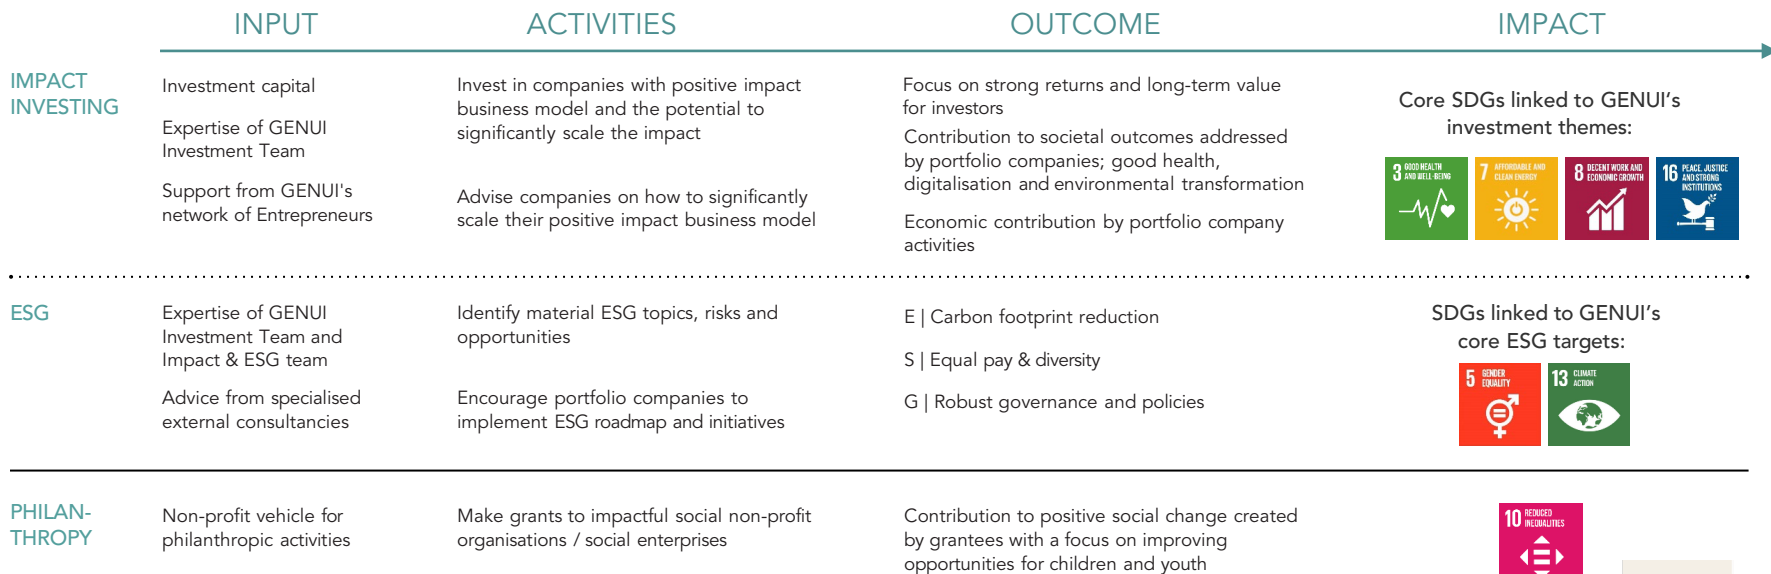 INPUT
ACTIVITIES
OUTCOME
IMPACT
IMPACT
INVESTING
Investment capital
Expertise of GENUI
Investment Team
Support from GENUI's
network of Entrepreneurs
Invest in companies with positive impact
business model and the potential to
significantly scale the impact
Advise companies on how to significantly
scale their positive impact business model
Focus on strong returns and long-term value
for investors
Contribution to societal outcomes addressed
by portfolio companies; good health,
digitalisation and environmental transformation
Economic contribution by portfolio company
activities
Core SDGs linked to GENUI’s
investment themes:
3 GOOD HEALTH
AND WELL-BEING
7 AFFORDABLE AND
CLEAN ENERGY
8 DECENT WORK AND
ECONOMIC GROWTH
16 PEACE, JUSTICE
AND STRONG
INSTITUTIONS
ESG
Expertise of GENUI
Investment Team and
Impact & ESG team
Advice from specialised
external consultancies
Identify material ESG topics, risks and
opportunities
Encourage portfolio companies to
implement ESG roadmap and initiatives
E | Carbon footprint reduction
S | Equal pay & diversity
G | Robust governance and policies
SDGs linked to GENUI’s
core ESG targets:
5 GENDER
EQUALITY
13 CLIMATE
ACTION
PHILAN-
THROPY
Non-profit vehicle for
philanthropic activities
Make grants to impactful social non-profit
organisations / social enterprises
Contribution to positive social change created
by grantees with a focus on improving
opportunities for children and youth
10 REDUCED
INEQUALITIES